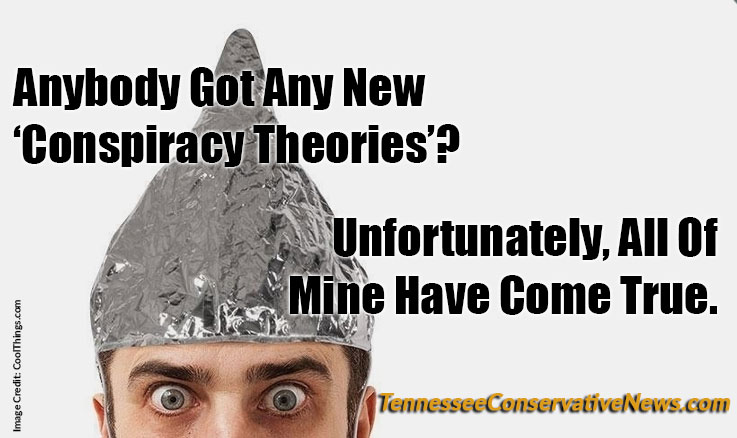 Anybody Got Any New
‘Conspiracy Theories’?
Unfortunately, All Of
Mine Have Come True.
Image Credit: CoolThings.com
TennesseeConservativeNews.com